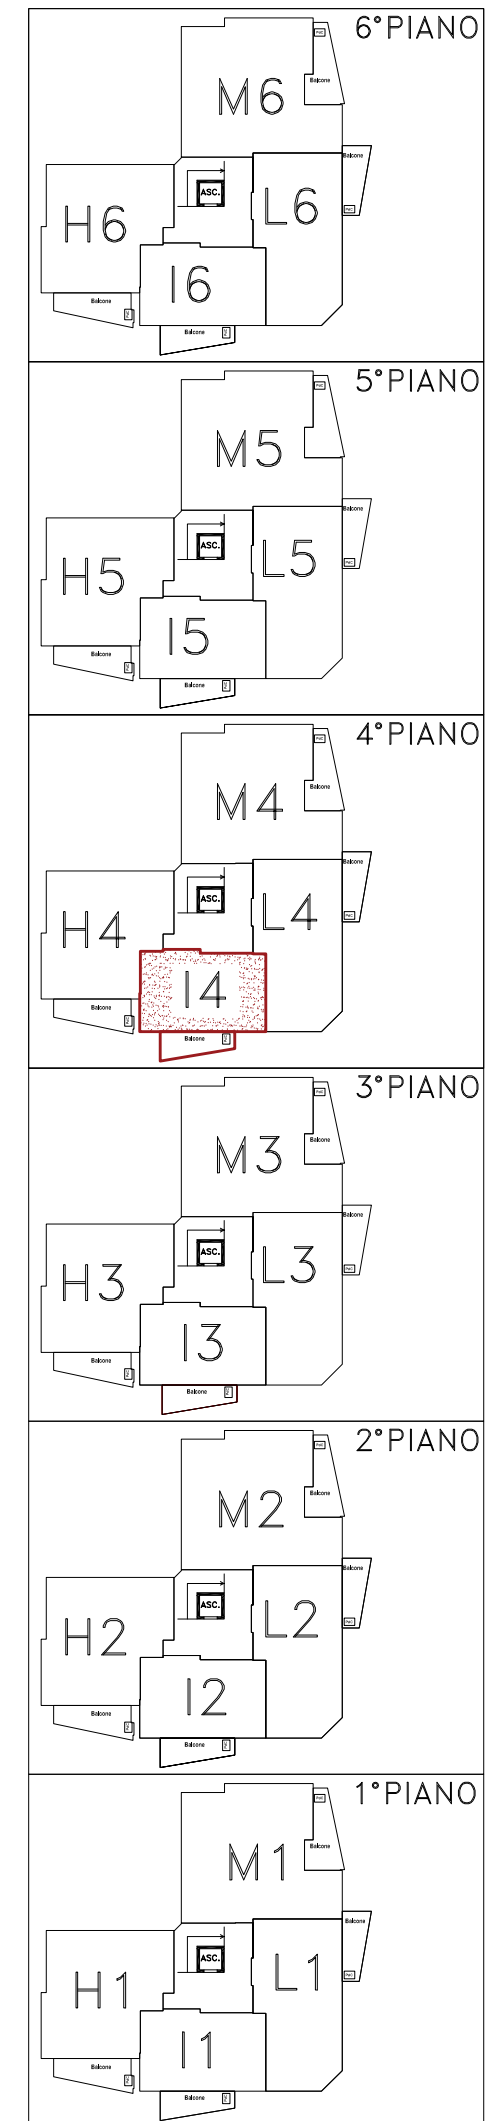 6°PIANO
M6
Balcone
Balcone
ASC.
L6
H6
I6
Balcone
Balcone
5°PIANO
M5
Balcone
ASC.
L5
H5
I5
Balcone
Balcone
4°PIANO
Balcone
M4
Balcone
ASC.
L4
H4
I4
Balcone
Balcone
3°PIANO
Balcone
M3
Balcone
ASC.
L3
H3
I3
Balcone
Balcone
2°PIANO
Balcone
M2
Balcone
ASC.
L2
H2
I2
Balcone
Balcone
1°PIANO
M1
Balcone
ASC.
L1
H1
I1
Balcone
Balcone